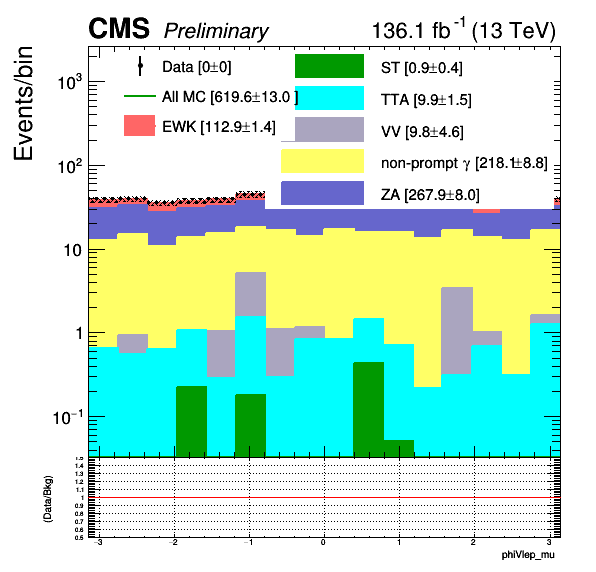 CMS Preliminary 136.1 fb⁻¹ (13 TeV)
Events/bin
Data [0±0]
All MC [619.6±13.0]
EWK [112.9±1.4]
ST [0.9±0.4]
TTA [9.9±1.5]
VV [9.8±4.6]
non-prompt γ [218.1±8.8]
ZA [267.9±8.0]
10³
10²
10
1
10⁻¹
(Data/Bkg)
1.5
1.4
1.3
1.2
1.1
1
0.9
0.8
0.7
0.6
0.5
−3 −2 −1 0 1 2 3
phiVlep_mu